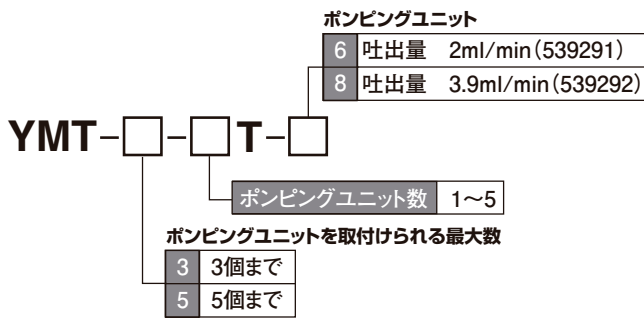 ポンピングユニット
6 吐出量 2ml/min(539291)
8 吐出量 3.9ml/min(539292)
YMT-□-□T-□
ポンピングユニット数 1~5
ポンピングユニットを取付けられる最大数
3 3個まで
5 5個まで